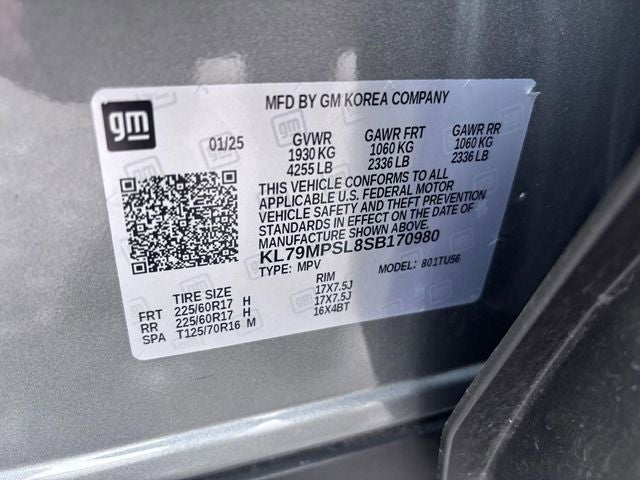 gm
MFD BY GM KOREA COMPANY
01/25 GVWR GAWR FRT GAWR RR
1930 KG 1060 KG 1060 KG
4255 LB 2336 LB 2336 LB
THIS VEHICLE CONFORMS TO ALL
APPLICABLE U.S. FEDERAL MOTOR
VEHICLE SAFETY AND THEFT PREVENTION
STANDARDS IN EFFECT ON THE DATE
OF MANUFACTURE SHOWN ABOVE.
KL79MPSL8SB170980
TYPE: MPV MODEL: 801TU56
TIRE SIZE RIM
FRT 225/60R17 H 17X7.5J
RR 225/60R17 H 17X7.5J
SPA T125/70R16 M 16X4BT